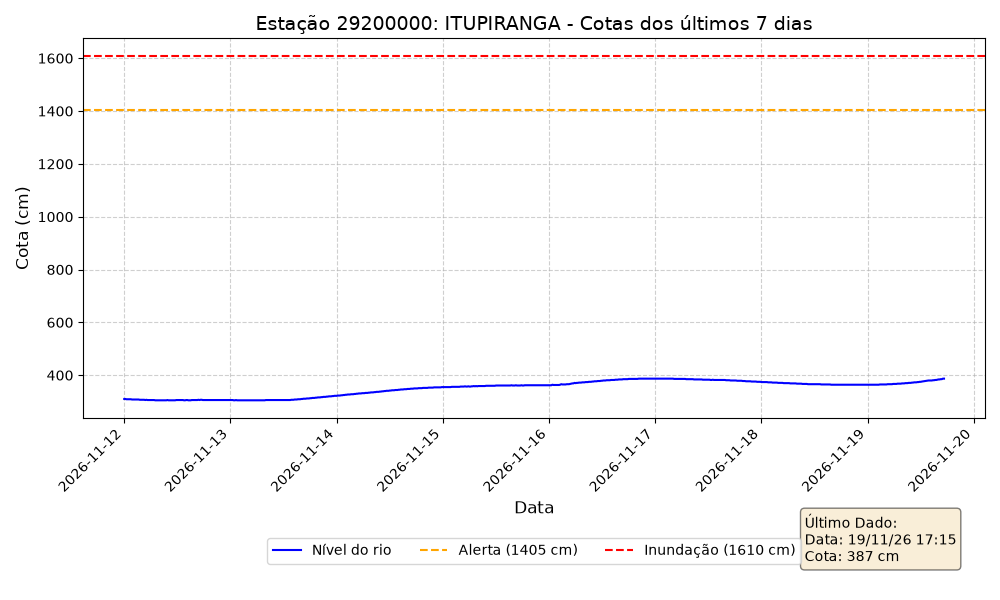 Estação 29200000: ITUPIRANGA - Cotas dos últimos 7 dias
Cota (cm)
1600
1400
1200
1000
800
600
400
2026-11-12
2026-11-13
2026-11-14
2026-11-15
2026-11-16
2026-11-17
2026-11-18
2026-11-19
2026-11-20
Data
Nível do rio
Alerta (1405 cm)
Inundação (1610 cm)
Último Dado:
Data: 19/11/26 17:15
Cota: 387 cm